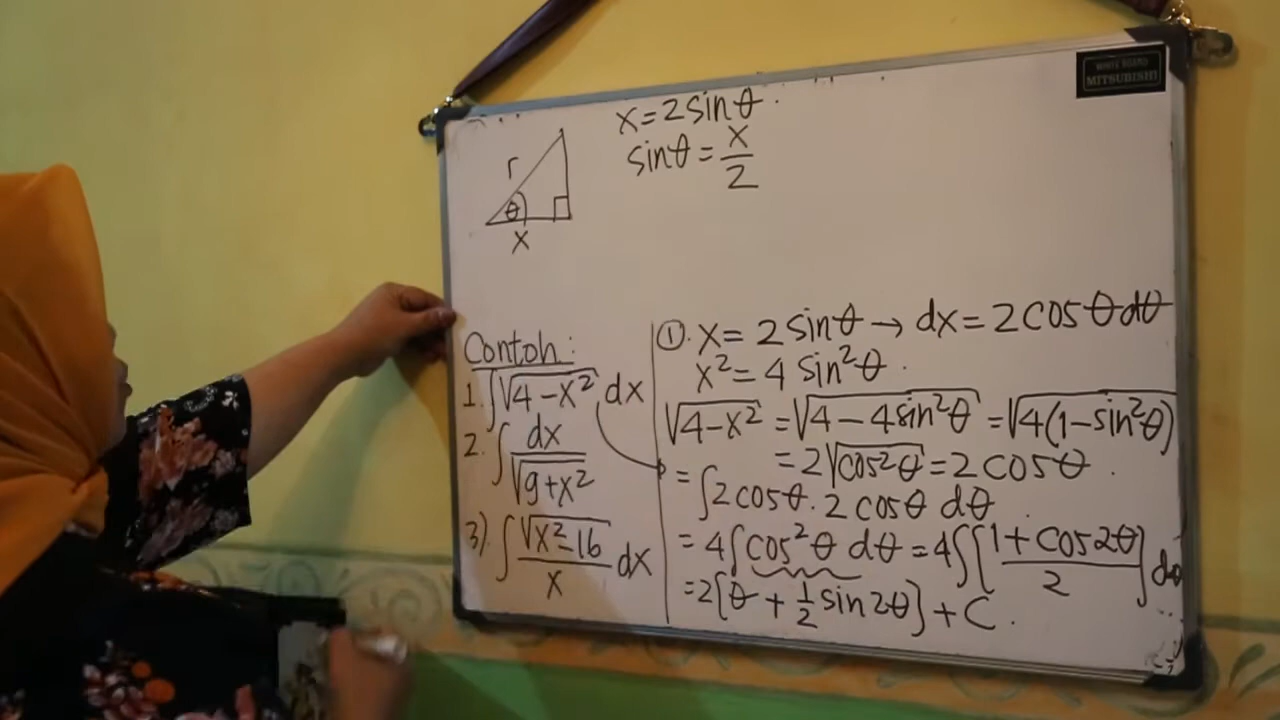 WHITE BOARD
MITSUBISHI
x = 2 sin θ.
sin θ = x/2
r
θ
x
Contoh:
1. ∫√(4 − x²) dx
2. ∫ dx/√(9 + x²)
3). ∫ √(x² − 16)/x dx
①. x = 2 sin θ → dx = 2 cos θ dθ
x² = 4 sin² θ.
√(4 − x²) = √(4 − 4 sin² θ) = √(4(1 − sin² θ))
= 2√(cos² θ) = 2 cos θ.
= ∫ 2 cos θ. 2 cos θ dθ.
= 4∫ cos² θ dθ = 4∫[(1 + cos 2θ)/2] dθ
= 2[θ + 1/2 sin 2θ] + C.